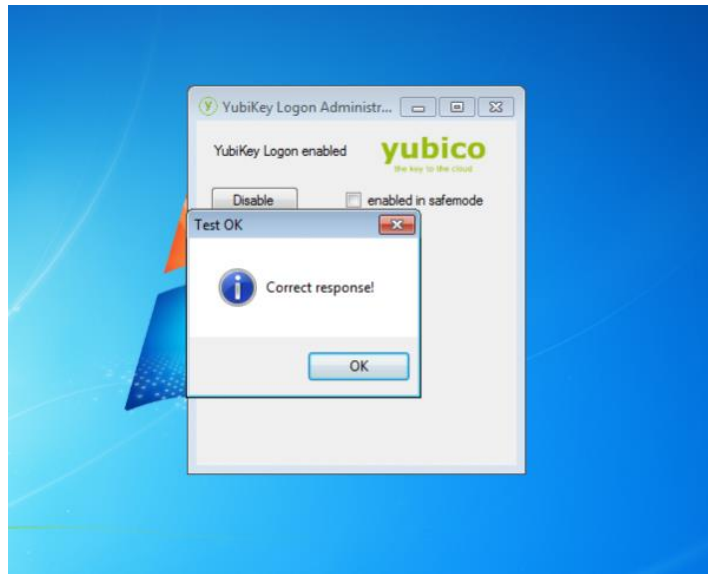 YubiKey Logon Administr...
YubiKey Logon enabled
yubico
the key to the cloud
Disable
enabled in safemode
Test OK
Correct response!
OK